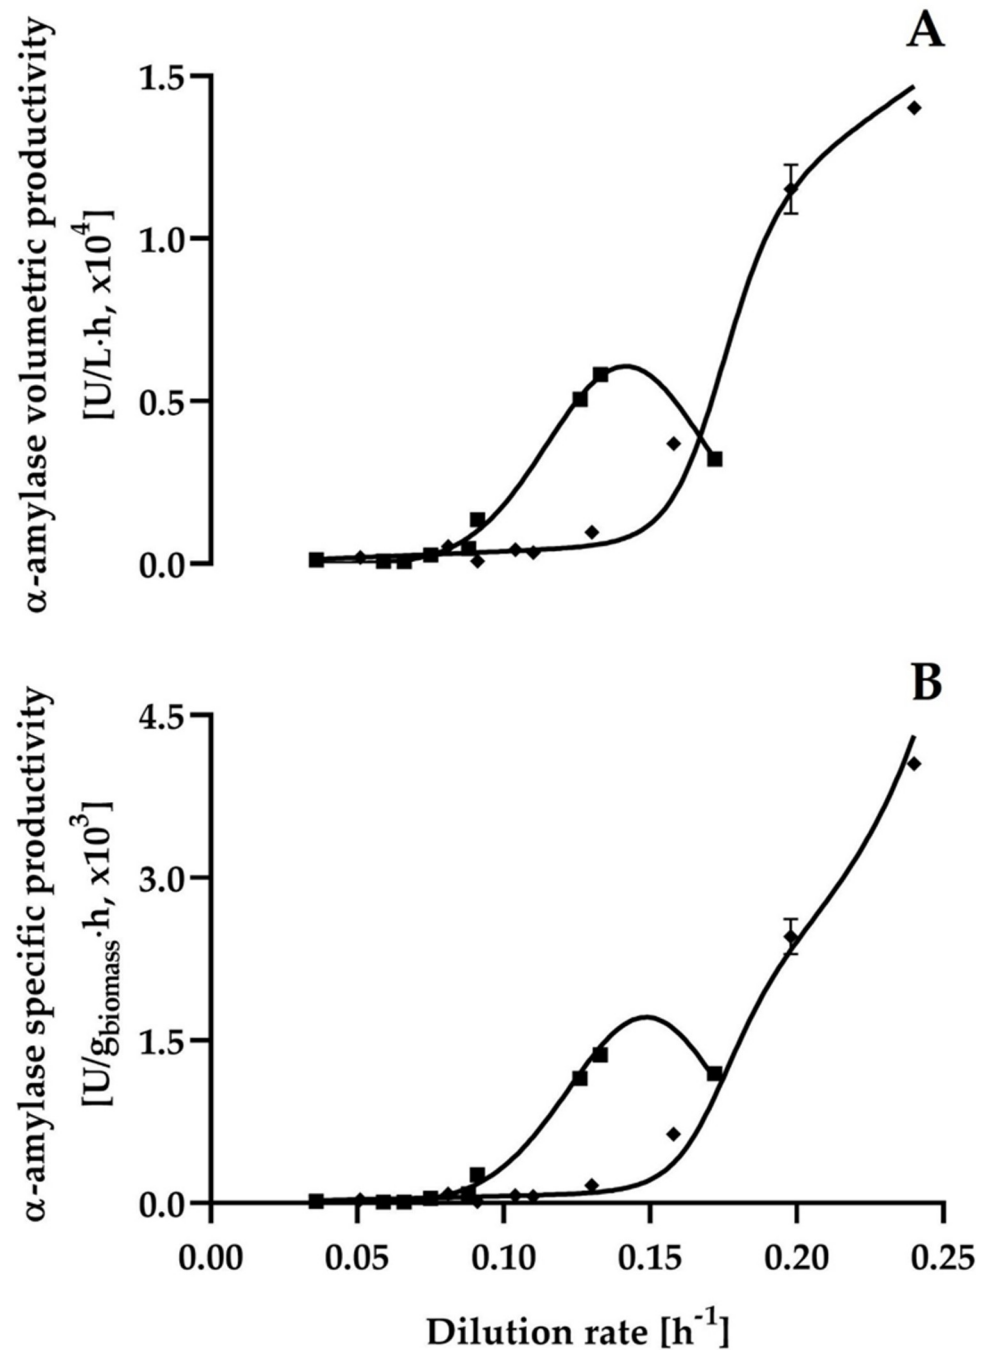 A
α-amylase volumetric productivity
[U/L·h, x10⁴]
1.5
1.0
0.5
0.0
B
α-amylase specific productivity
[U/gbiomass·h, x10³]
4.5
3.0
1.5
0.0
0.00 0.05 0.10 0.15 0.20 0.25
Dilution rate [h⁻¹]